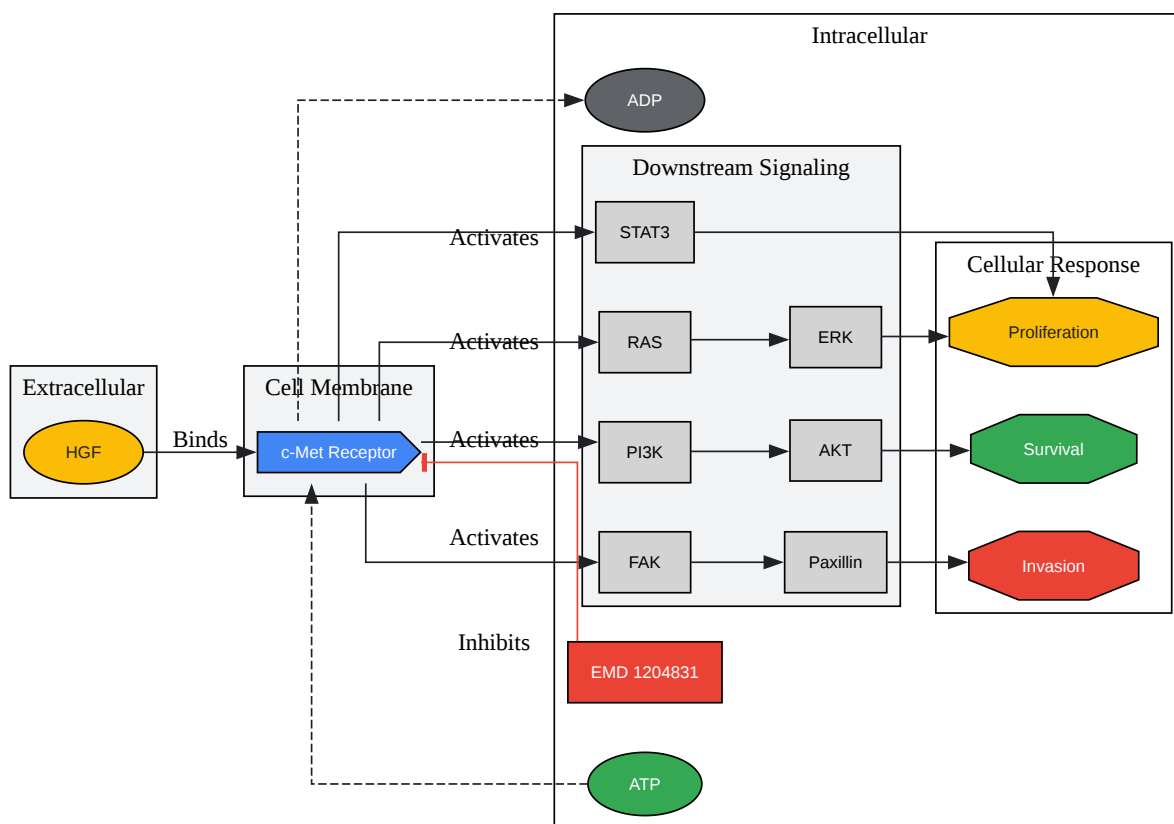 Intracellular
ADP
Downstream Signaling
STAT3
Activates
Cellular Response
RAS
ERK
Proliferation
Activates
Extracellular
Cell Membrane
HGF
Binds
c-Met Receptor
Activates
PI3K
AKT
Survival
Activates
FAK
Paxillin
Invasion
Inhibits
EMD 1204831
ATP